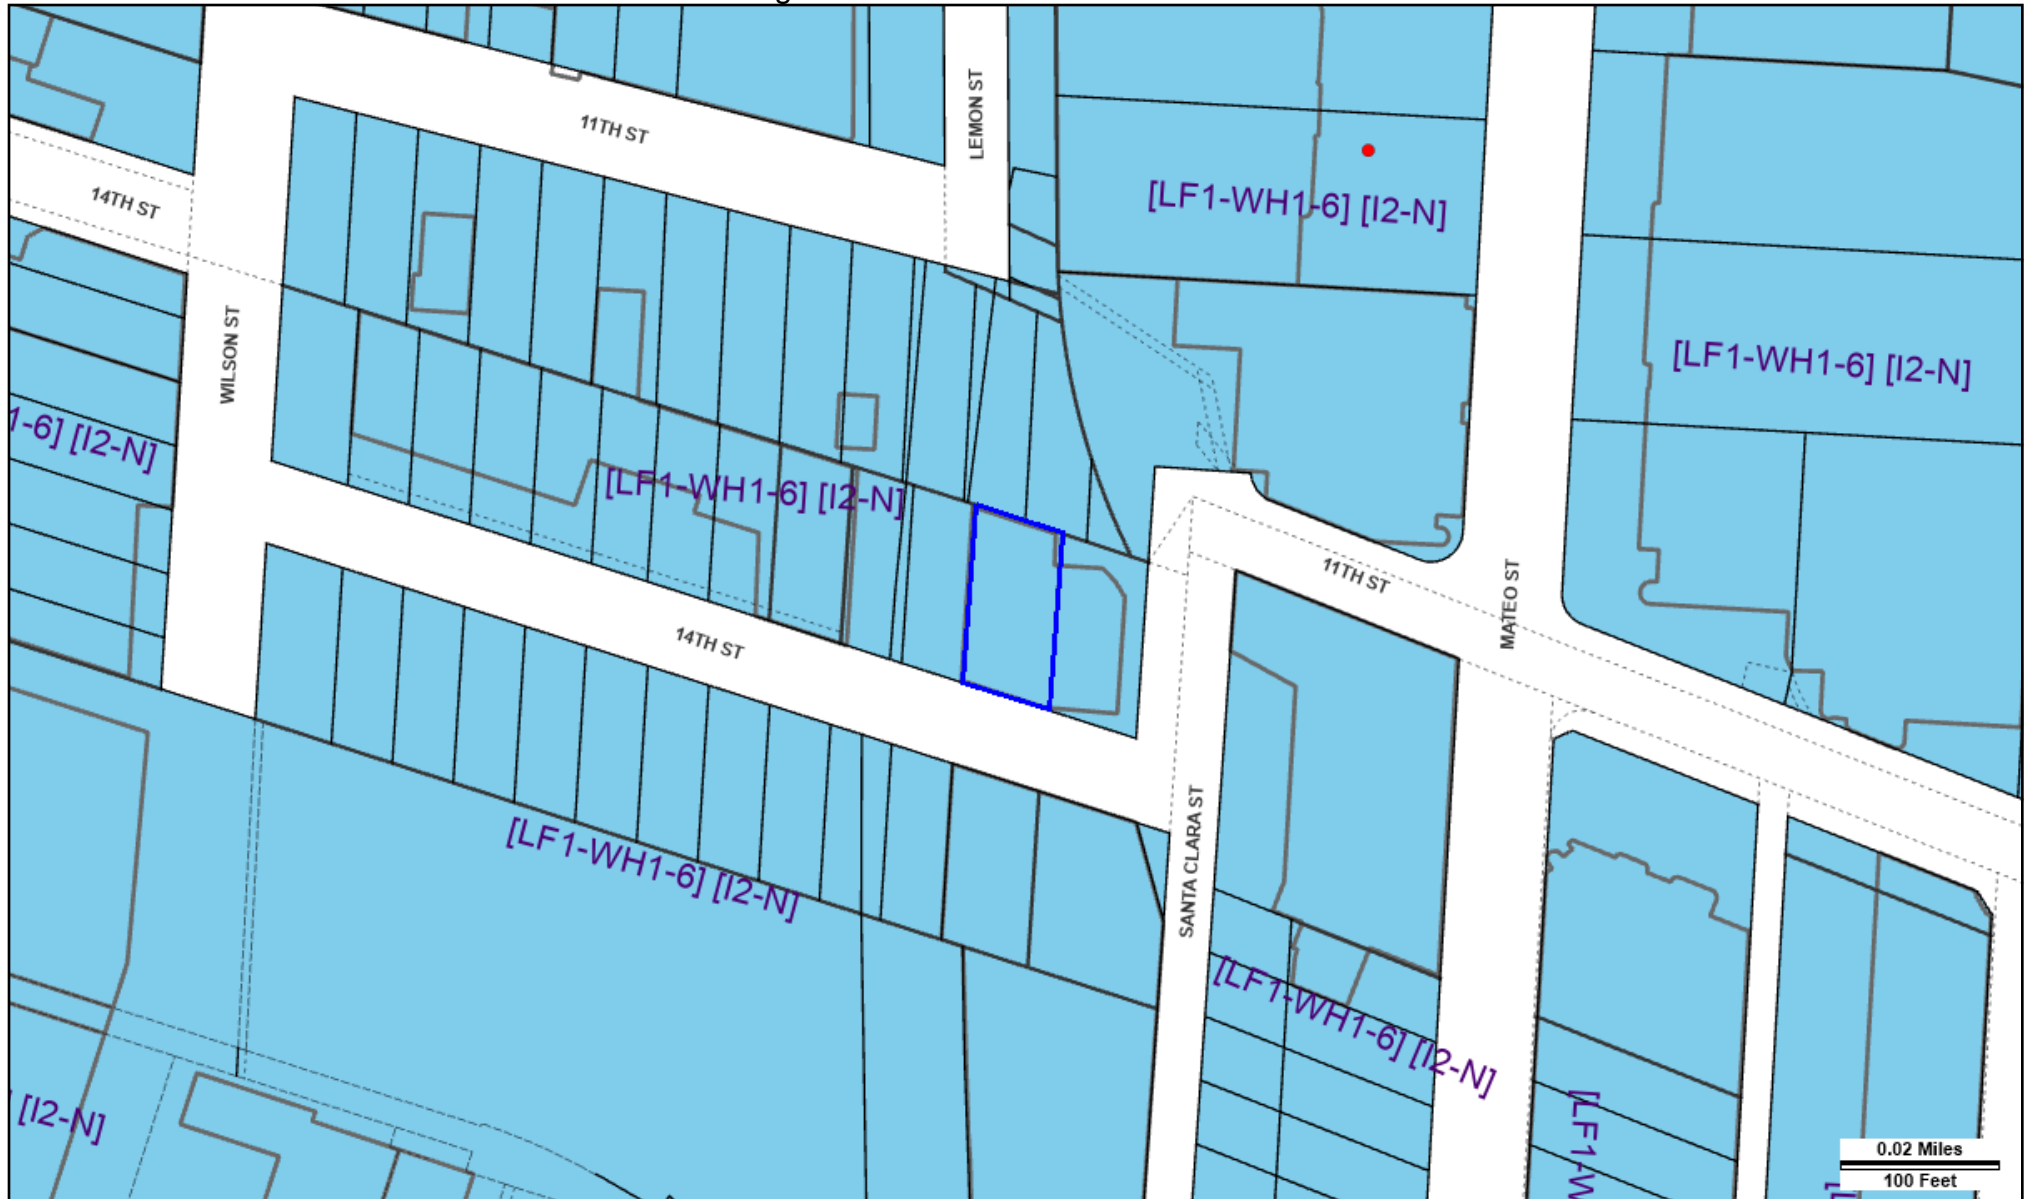 LEMON ST
11TH ST
14TH ST
[LF1-WH1-6] [I2-N]
WILSON ST
[LF1-WH1-6] [I2-N]
1-6] [I2-N]
[LF1-WH1-6] [I2-N]
11TH ST
MATEO ST
14TH ST
[LF1-WH1-6] [I2-N]
SANTA CLARA ST
[LF1-WH1-6] [I2-N]
[I2-N]
[LF1-W
0.02 Miles
100 Feet